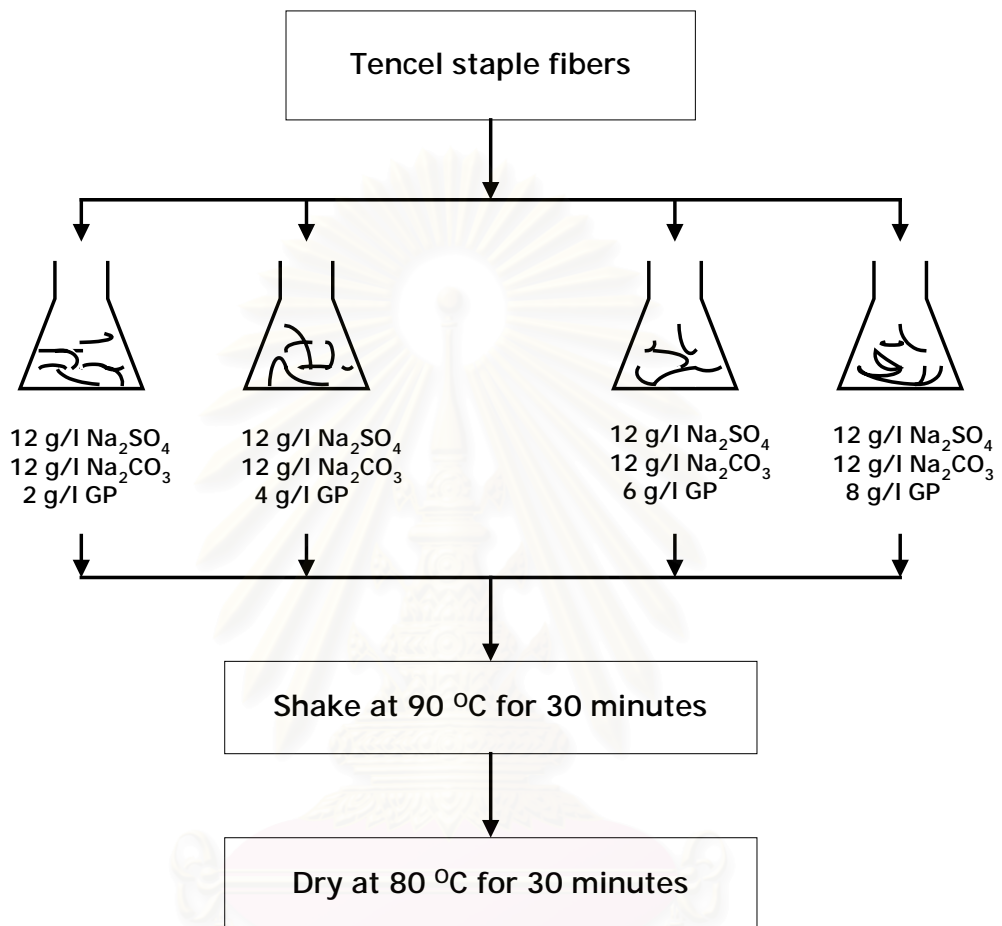 Tencel staple fibers
12 g/l Na₂SO₄
12 g/l Na₂CO₃
2 g/l GP
12 g/l Na₂SO₄
12 g/l Na₂CO₃
4 g/l GP
12 g/l Na₂SO₄
12 g/l Na₂CO₃
6 g/l GP
12 g/l Na₂SO₄
12 g/l Na₂CO₃
8 g/l GP
Shake at 90 ᴼC for 30 minutes
Dry at 80 ᴼC for 30 minutes